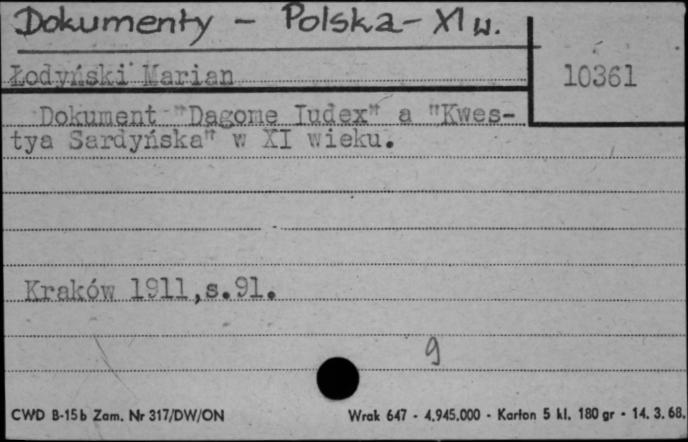 Dokumenty - Polska - XI w.
Łodyński Marian
10361
Dokument "Dagome Iudex" a "Kwes-
tya Sardyńska" w XI wieku.
Kraków 1911,s.91.
9
CWD B-15b Zam. Nr 317/DW/ON
Wrak 647 - 4.945.000 - Karton 5 kl. 180 gr - 14. 3. 68.